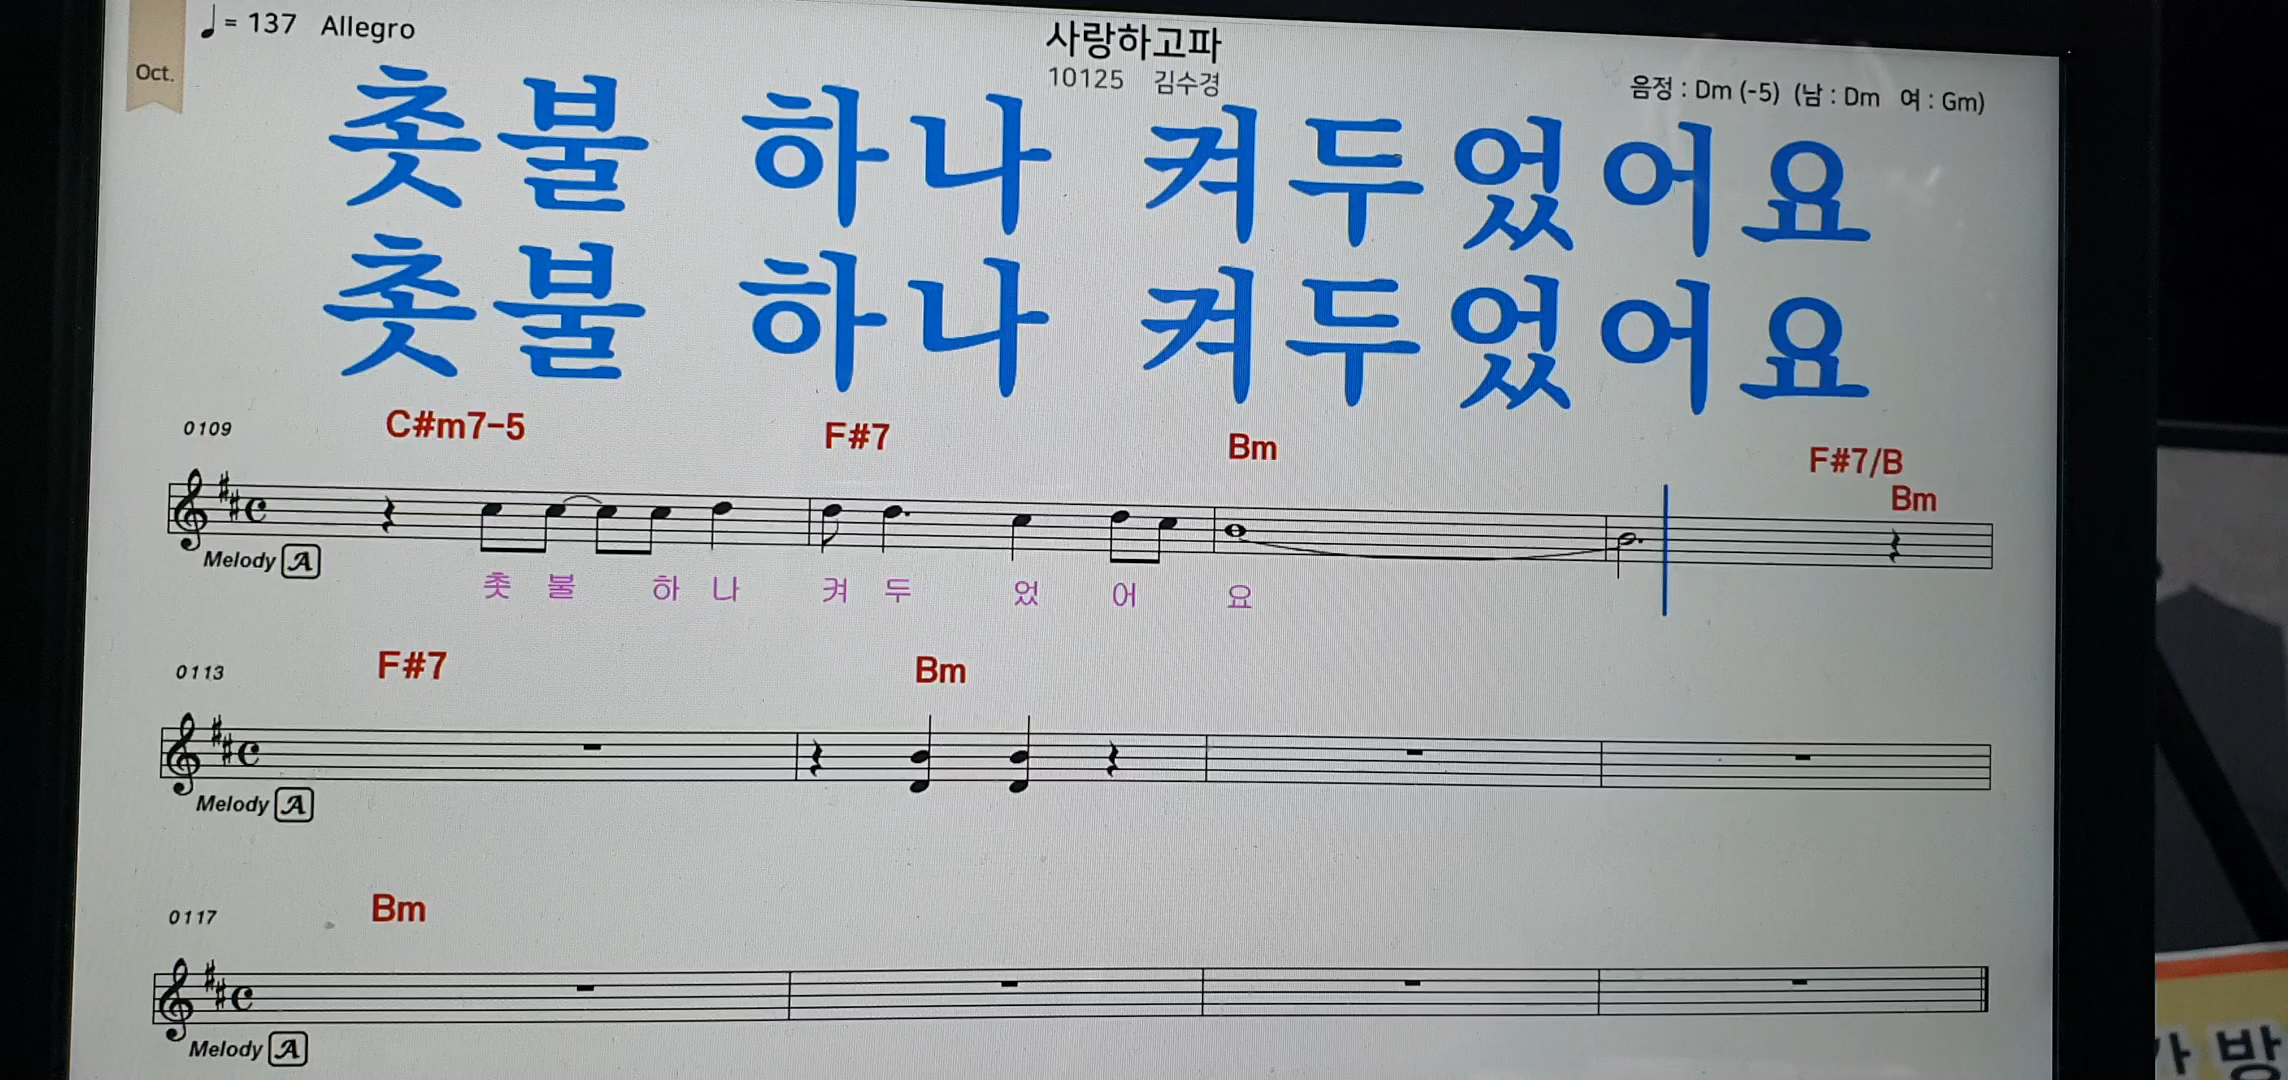 ♩= 137 Allegro
사랑하고파
Oct.
10125 김수경
음정 : Dm (-5) (남 : Dm 여 : Gm)
촛불 하나 켜두었어요
촛불 하나 켜두었어요
0109 C#m7-5 F#7 Bm F#7/B Bm
Melody A
촛 불 하 나 켜 두 었 어 요
0113 F#7 Bm
Melody A
0117 Bm
Melody A
방